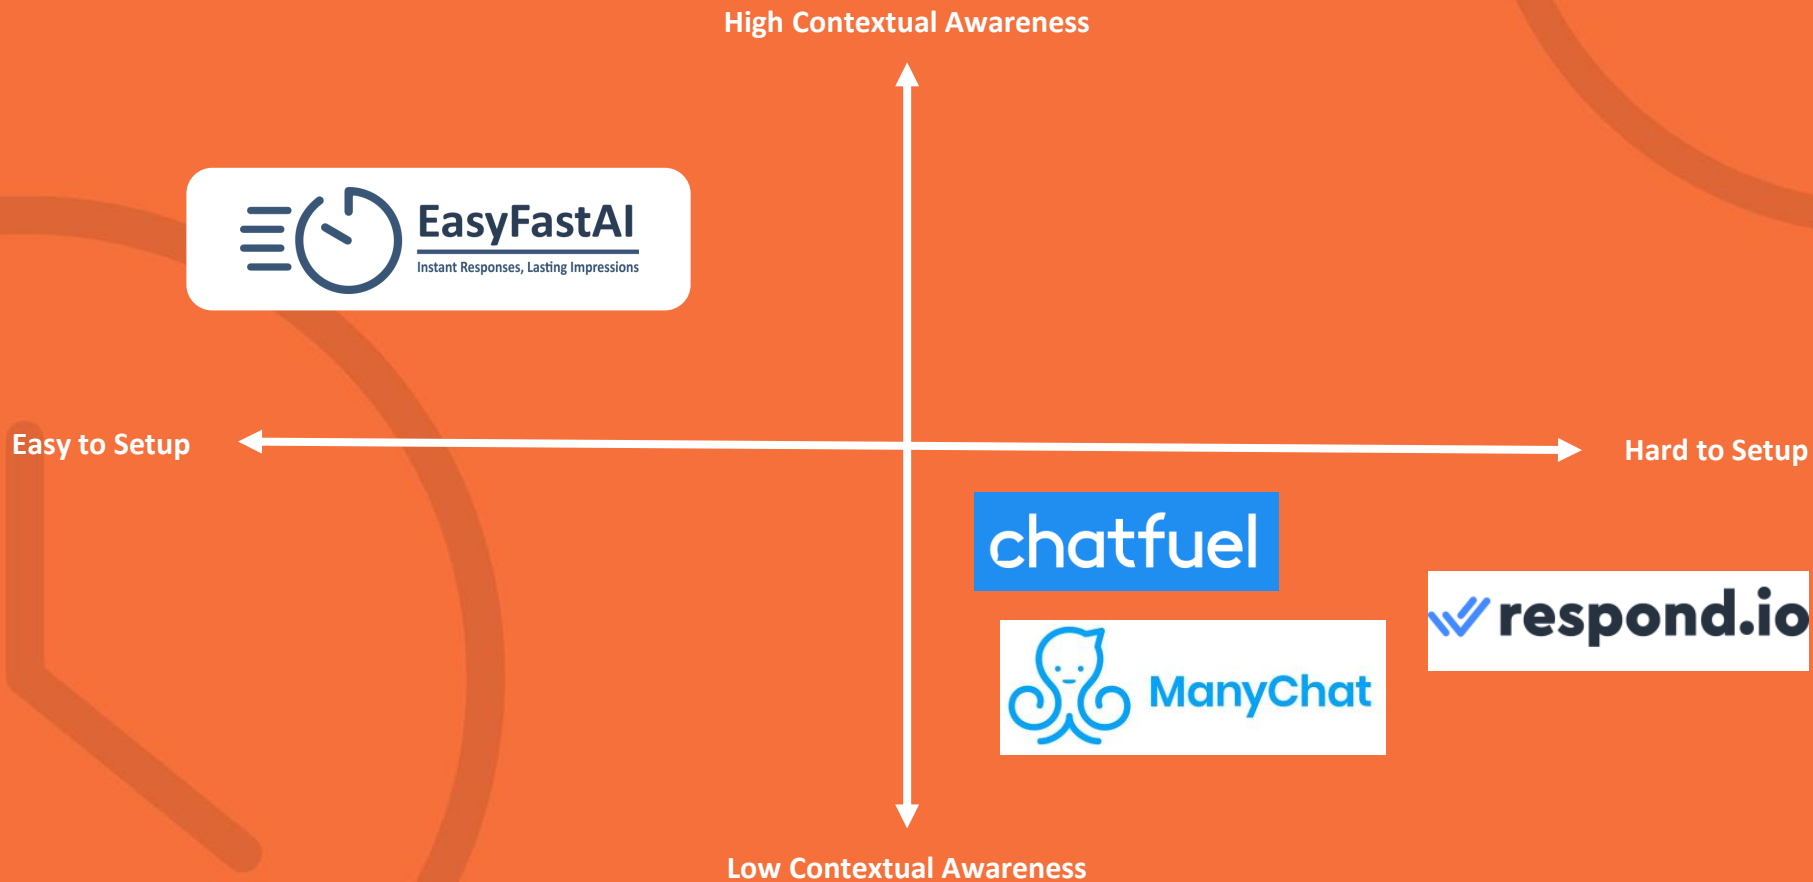 High Contextual Awareness
EasyFastAI
Instant Responses, Lasting Impressions
Easy to Setup
Hard to Setup
chatfuel
respond.io
ManyChat
Low Contextual Awareness